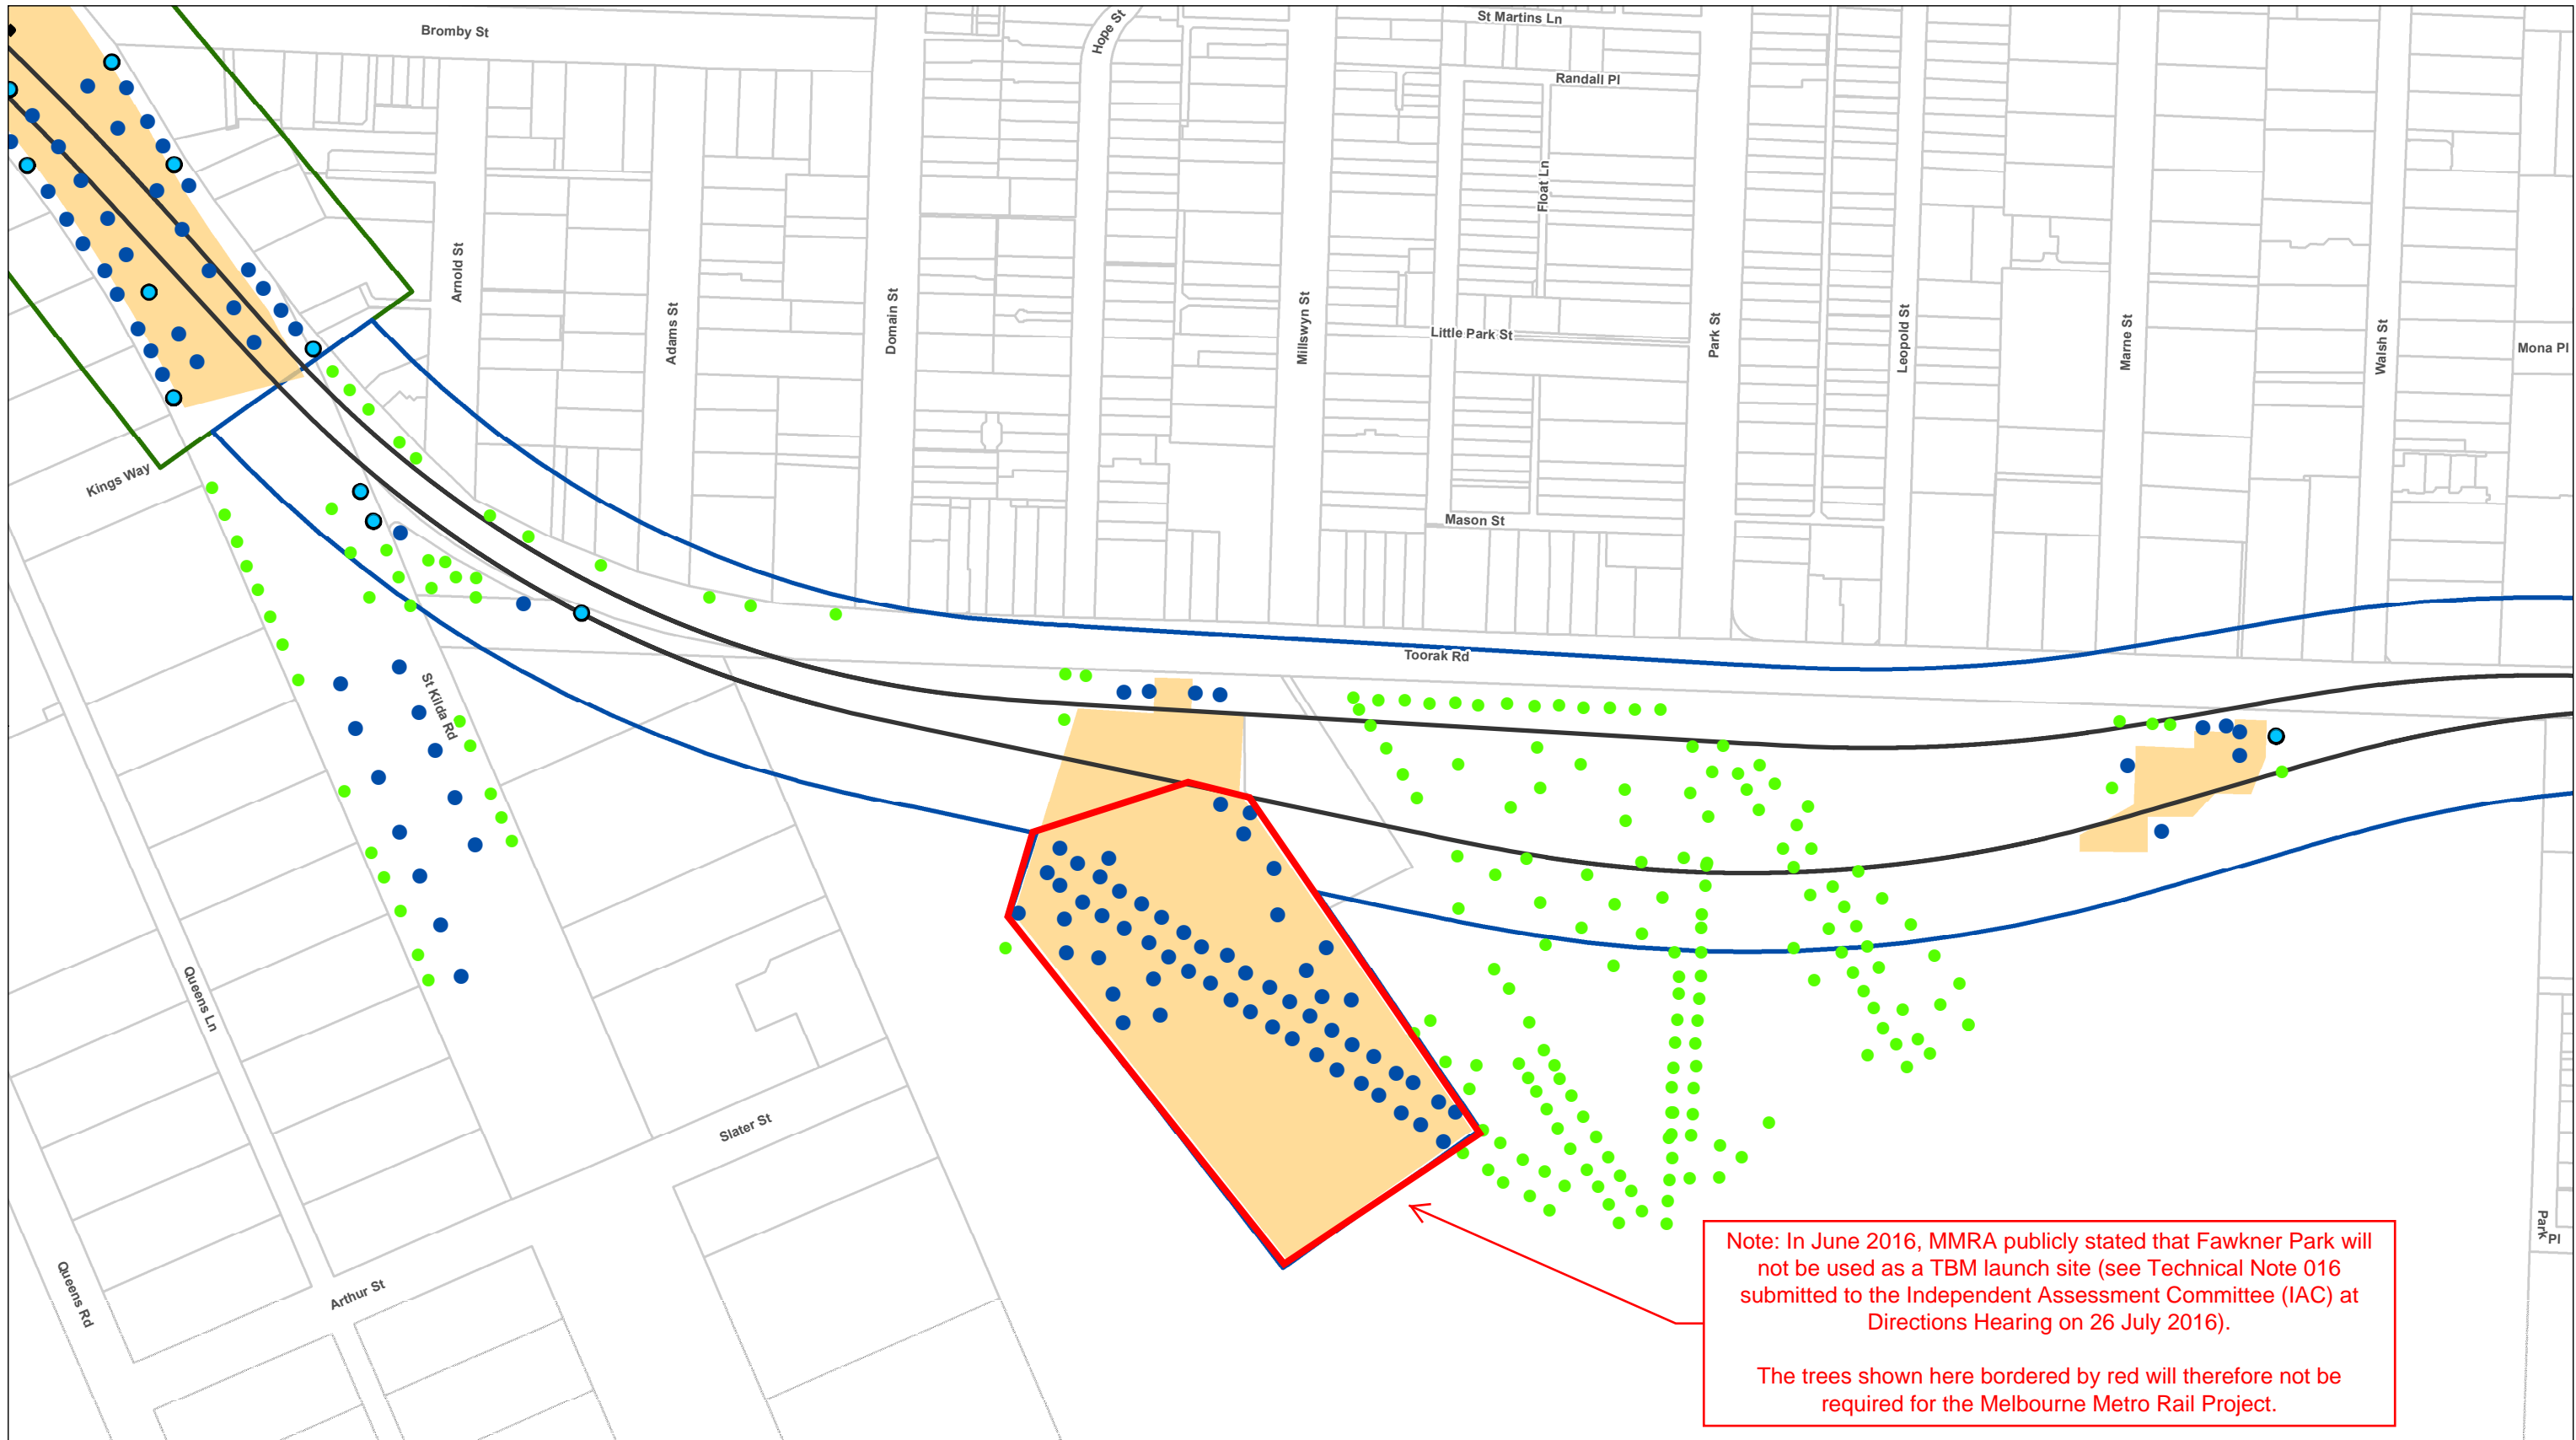 Bromby St
Hope St
St Martins Ln
Randall Pl
Float Ln
Arnold St
Adams St
Domain St
Millswyn St
Little Park St
Park St
Leopold St
Marne St
Walsh St
Mona Pl
Kings Way
Mason St
Toorak Rd
St Kilda Rd
Queens Ln
Slater St
Queens Rd
Arthur St
Park Pl
Note: In June 2016, MMRA publicly stated that Fawkner Park will
not be used as a TBM launch site (see Technical Note 016
submitted to the Independent Assessment Committee (IAC) at
Directions Hearing on 26 July 2016).
The trees shown here bordered by red will therefore not be
required for the Melbourne Metro Rail Project.